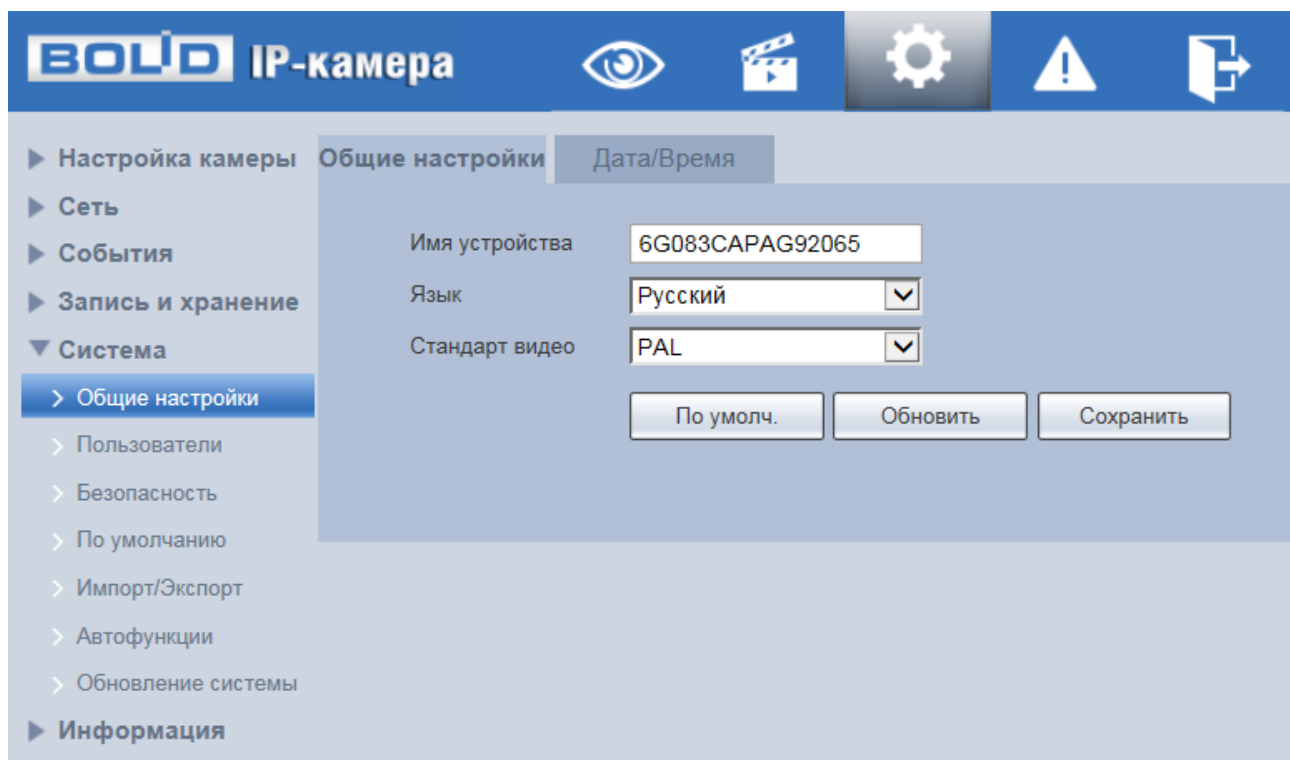 BOLID IP-камера
Настройка камеры
Сеть
События
Запись и хранение
Система
Общие настройки
Пользователи
Безопасность
По умолчанию
Импорт/Экспорт
Автофункции
Обновление системы
Информация
Общие настройки Дата/Время
Имя устройства 6G083CAPAG92065
Язык Русский
Стандарт видео PAL
По умолч. Обновить Сохранить